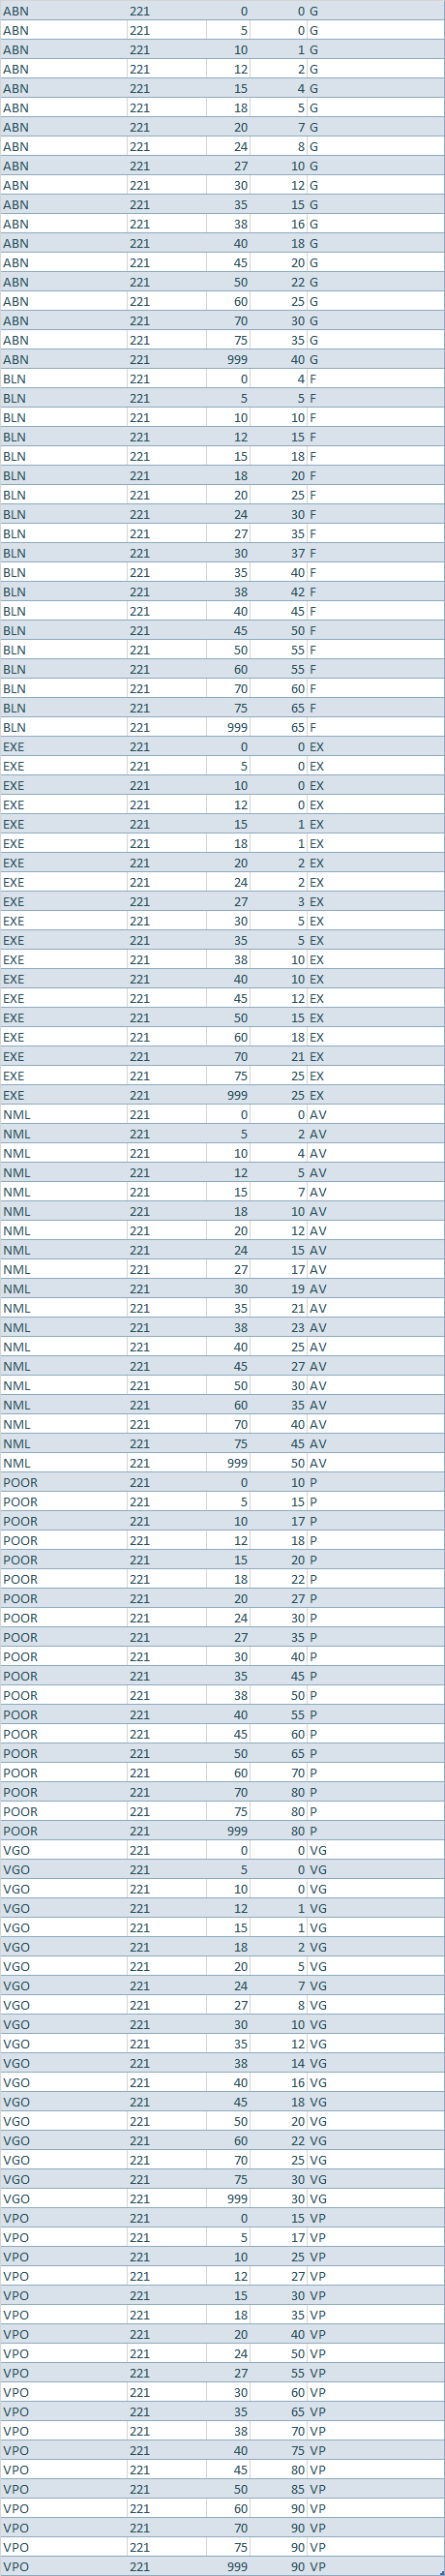 ABN 221 0 0 G
ABN 221 5 0 G
ABN 221 10 1 G
ABN 221 12 2 G
ABN 221 15 4 G
ABN 221 18 5 G
ABN 221 20 7 G
ABN 221 24 8 G
ABN 221 27 10 G
ABN 221 30 12 G
ABN 221 35 15 G
ABN 221 38 16 G
ABN 221 40 18 G
ABN 221 45 20 G
ABN 221 50 22 G
ABN 221 60 25 G
ABN 221 70 30 G
ABN 221 75 35 G
ABN 221 999 40 G
BLN 221 0 4 F
BLN 221 5 5 F
BLN 221 10 10 F
BLN 221 12 15 F
BLN 221 15 18 F
BLN 221 18 20 F
BLN 221 20 25 F
BLN 221 24 30 F
BLN 221 27 35 F
BLN 221 30 37 F
BLN 221 35 40 F
BLN 221 38 42 F
BLN 221 40 45 F
BLN 221 45 50 F
BLN 221 50 55 F
BLN 221 60 55 F
BLN 221 70 60 F
BLN 221 75 65 F
BLN 221 999 65 F
EXE 221 0 0 EX
EXE 221 5 0 EX
EXE 221 10 0 EX
EXE 221 12 0 EX
EXE 221 15 1 EX
EXE 221 18 1 EX
EXE 221 20 2 EX
EXE 221 24 2 EX
EXE 221 27 3 EX
EXE 221 30 5 EX
EXE 221 35 5 EX
EXE 221 38 10 EX
EXE 221 40 10 EX
EXE 221 45 12 EX
EXE 221 50 15 EX
EXE 221 60 18 EX
EXE 221 70 21 EX
EXE 221 75 25 EX
EXE 221 999 25 EX
NML 221 0 0 AV
NML 221 5 2 AV
NML 221 10 4 AV
NML 221 12 5 AV
NML 221 15 7 AV
NML 221 18 10 AV
NML 221 20 12 AV
NML 221 24 15 AV
NML 221 27 17 AV
NML 221 30 19 AV
NML 221 35 21 AV
NML 221 38 23 AV
NML 221 40 25 AV
NML 221 45 27 AV
NML 221 50 30 AV
NML 221 60 35 AV
NML 221 70 40 AV
NML 221 75 45 AV
NML 221 999 50 AV
POOR 221 0 10 P
POOR 221 5 15 P
POOR 221 10 17 P
POOR 221 12 18 P
POOR 221 15 20 P
POOR 221 18 22 P
POOR 221 20 27 P
POOR 221 24 30 P
POOR 221 27 35 P
POOR 221 30 40 P
POOR 221 35 45 P
POOR 221 38 50 P
POOR 221 40 55 P
POOR 221 45 60 P
POOR 221 50 65 P
POOR 221 60 70 P
POOR 221 70 80 P
POOR 221 75 80 P
POOR 221 999 80 P
VGO 221 0 0 VG
VGO 221 5 0 VG
VGO 221 10 0 VG
VGO 221 12 1 VG
VGO 221 15 1 VG
VGO 221 18 2 VG
VGO 221 20 5 VG
VGO 221 24 7 VG
VGO 221 27 8 VG
VGO 221 30 10 VG
VGO 221 35 12 VG
VGO 221 38 14 VG
VGO 221 40 16 VG
VGO 221 45 18 VG
VGO 221 50 20 VG
VGO 221 60 22 VG
VGO 221 70 25 VG
VGO 221 75 30 VG
VGO 221 999 30 VG
VPO 221 0 15 VP
VPO 221 5 17 VP
VPO 221 10 25 VP
VPO 221 12 27 VP
VPO 221 15 30 VP
VPO 221 18 35 VP
VPO 221 20 40 VP
VPO 221 24 50 VP
VPO 221 27 55 VP
VPO 221 30 60 VP
VPO 221 35 65 VP
VPO 221 38 70 VP
VPO 221 40 75 VP
VPO 221 45 80 VP
VPO 221 50 85 VP
VPO 221 60 90 VP
VPO 221 70 90 VP
VPO 221 75 90 VP
VPO 221 999 90 VP